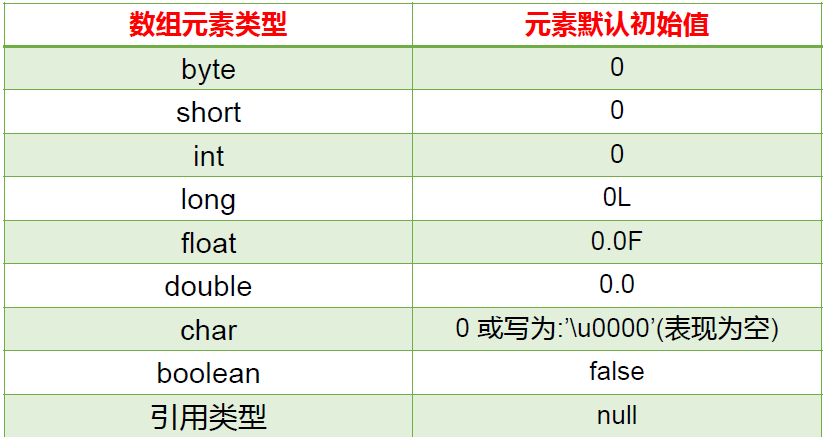 数组元素类型 元素默认初始值
byte 0
short 0
int 0
long 0L
float 0.0F
double 0.0
char 0 或写为:’\u0000’(表现为空)
boolean false
引用类型 null